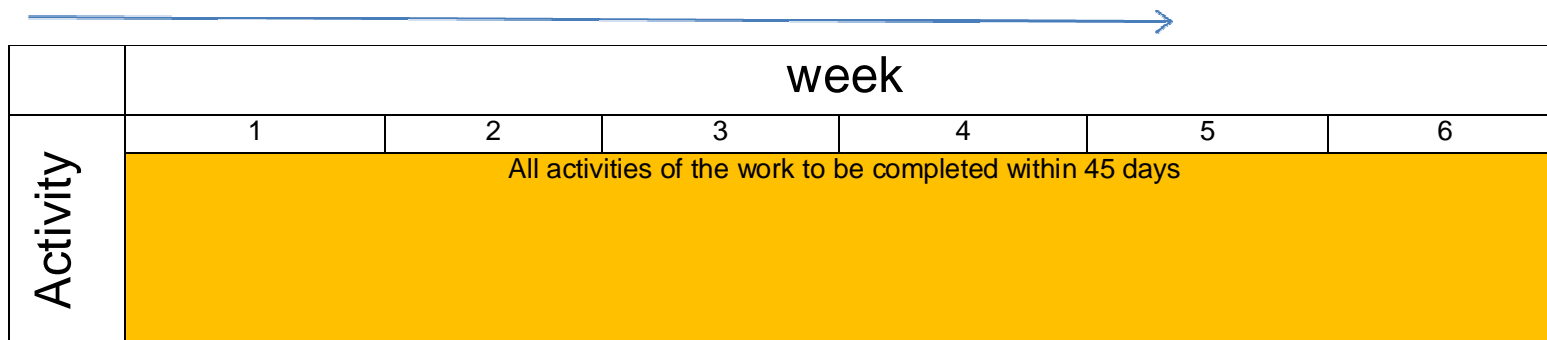 week
1 2 3 4 5 6
Activity
All activities of the work to be completed within 45 days